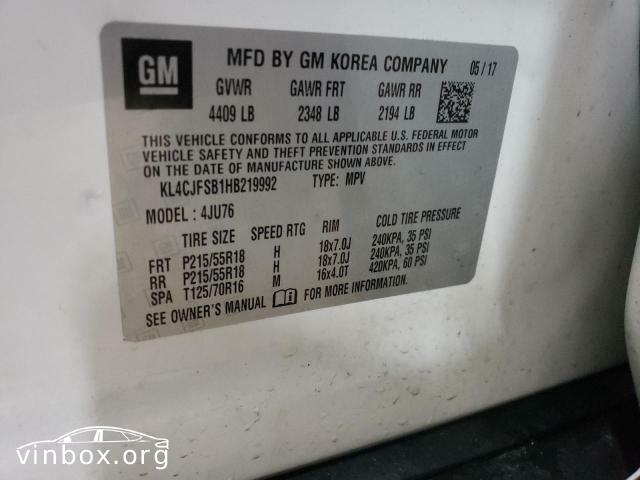 GM MFD BY GM KOREA COMPANY 05/17
GVWR GAWR FRT GAWR RR
4409 LB 2348 LB 2194 LB
THIS VEHICLE CONFORMS TO ALL APPLICABLE U.S. FEDERAL MOTOR
VEHICLE SAFETY AND THEFT PREVENTION STANDARDS IN EFFECT
ON THE DATE OF MANUFACTURE SHOWN ABOVE.
KL4CJFSB1HB219992 TYPE: MPV
MODEL: 4JU76
TIRE SIZE SPEED RTG RIM COLD TIRE PRESSURE
FRT P215/55R18 H 18x7.0J 240KPA, 35 PSI
RR P215/55R18 H 18x7.0J 240KPA, 35 PSI
SPA T125/70R16 M 16x4.0T 420KPA, 60 PSI
SEE OWNER'S MANUAL FOR MORE INFORMATION.
vinbox.org